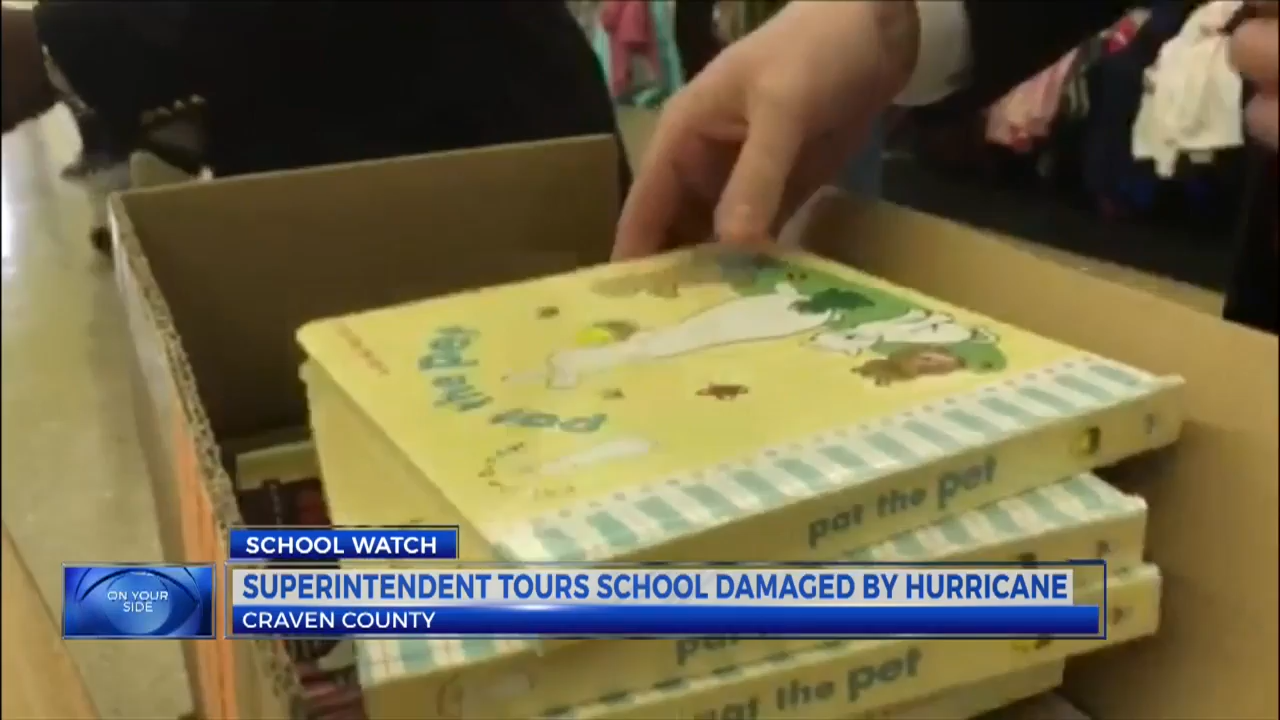 pat the pet
pat the pet
SCHOOL WATCH
ON YOUR
SIDE
SUPERINTENDENT TOURS SCHOOL DAMAGED BY HURRICANE
CRAVEN COUNTY
pat the pet